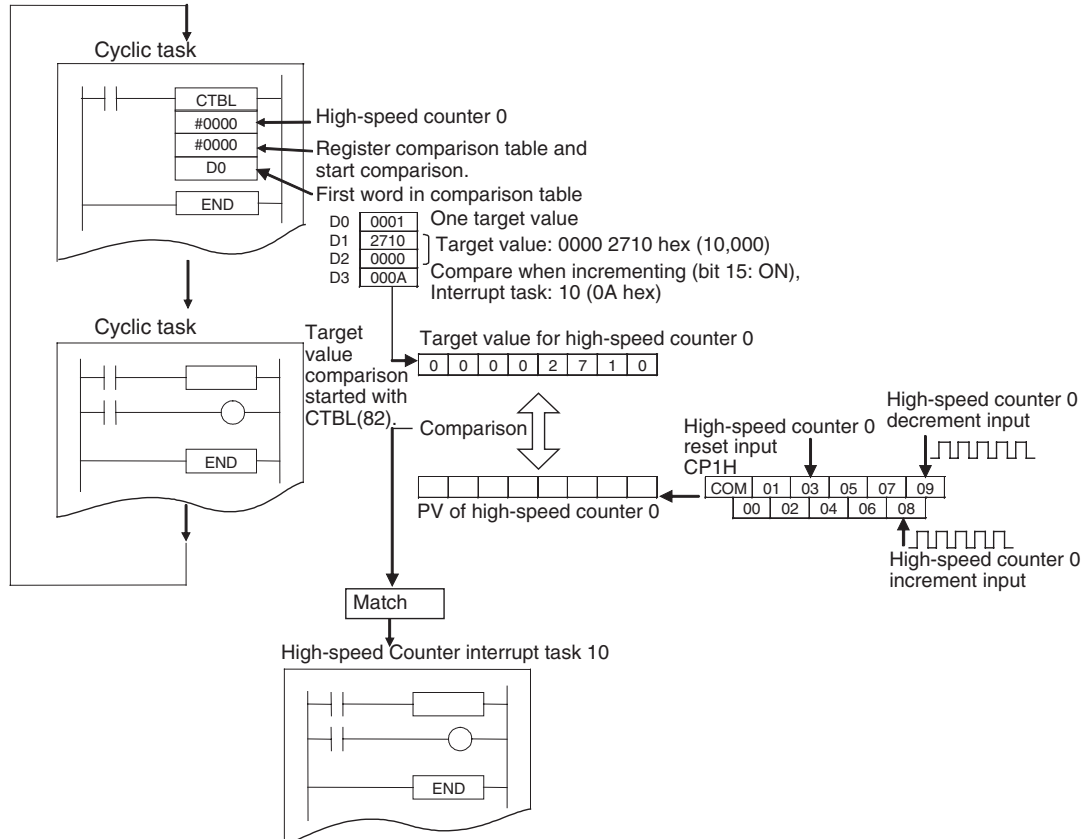 Cyclic task
CTBL
#0000
#0000
D0
END
High-speed counter 0
Register comparison table and
start comparison.
First word in comparison table
D0 0001 One target value
D1 2710
D2 0000
Target value: 0000 2710 hex (10,000)
D3 000A
Compare when incrementing (bit 15: ON),
Interrupt task: 10 (0A hex)
Cyclic task
END
Target
value
comparison
started with
CTBL(82).
Target value for high-speed counter 0
0 0 0 0 2 7 1 0
Comparison
PV of high-speed counter 0
High-speed counter 0
reset input
CP1H
High-speed counter 0
decrement input
COM 01 03 05 07 09
00 02 04 06 08
High-speed counter 0
increment input
Match
High-speed Counter interrupt task 10
END